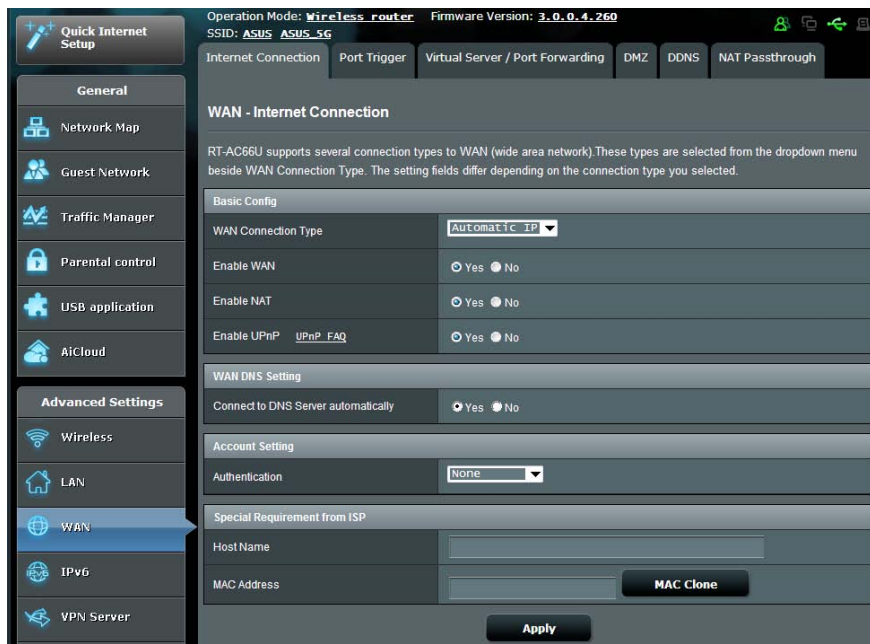 Quick Internet
Setup
Operation Mode: Wireless router Firmware Version: 3.0.0.4.260
SSID: ASUS ASUS_5G
General
Network Map
Guest Network
Traffic Manager
Parental control
USB application
AiCloud
Advanced Settings
Wireless
LAN
WAN
IPv6
VPN Server
Internet Connection Port Trigger Virtual Server / Port Forwarding DMZ DDNS NAT Passthrough
WAN - Internet Connection
RT-AC66U supports several connection types to WAN (wide area network).These types are selected from the dropdown menu
beside WAN Connection Type. The setting fields differ depending on the connection type you selected.
Basic Config
WAN Connection Type Automatic IP
Enable WAN Yes No
Enable NAT Yes No
Enable UPnP UPnP FAQ Yes No
WAN DNS Setting
Connect to DNS Server automatically Yes No
Account Setting
Authentication None
Special Requirement from ISP
Host Name
MAC Address MAC Clone
Apply